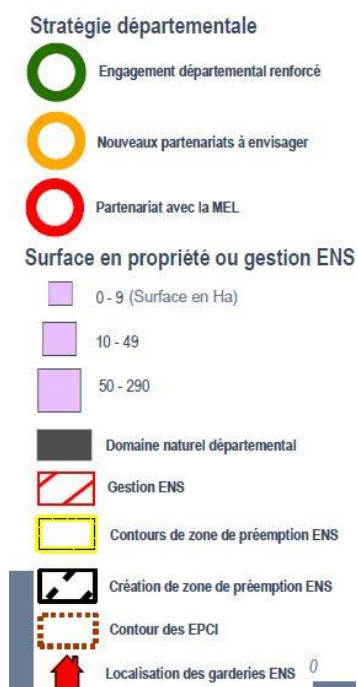 Stratégie départementale
Engagement départemental renforcé
Nouveaux partenariats à envisager
Partenariat avec la MEL
Surface en propriété ou gestion ENS
0 - 9 (Surface en Ha)
10 - 49
50 - 290
Domaine naturel départemental
Gestion ENS
Contours de zone de préemption ENS
Création de zone de préemption ENS
Contour des EPCI
Localisation des garderies ENS 0